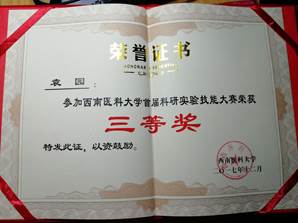 荣誉证书
袁园：
参加西南医科大学首届科研实验技能大赛荣获
三等奖
特发此证，以资鼓励。
西南医科大学
二〇一七年十二月